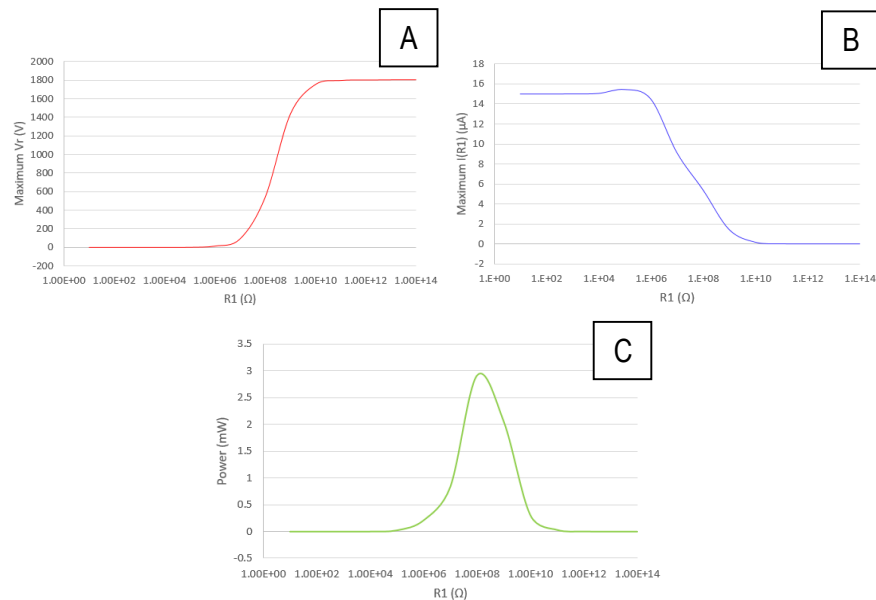 A
2000
1800
1600
1400
1200
1000
800
600
400
200
0
-200
Maximum Vr (V)
1.00E+00 1.00E+02 1.00E+04 1.00E+06 1.00E+08 1.00E+10 1.00E+12 1.00E+14
R1 (Ω)
B
18
16
14
12
10
8
6
4
2
0
-2
Maximum I(R1) (µA)
1.E+00 1.E+02 1.E+04 1.E+06 1.E+08 1.E+10 1.E+12 1.E+14
R1 (Ω)
C
3.5
3
2.5
2
1.5
1
0.5
0
-0.5
Power (mW)
1.00E+00 1.00E+02 1.00E+04 1.00E+06 1.00E+08 1.00E+10 1.00E+12 1.00E+14
R1 (Ω)